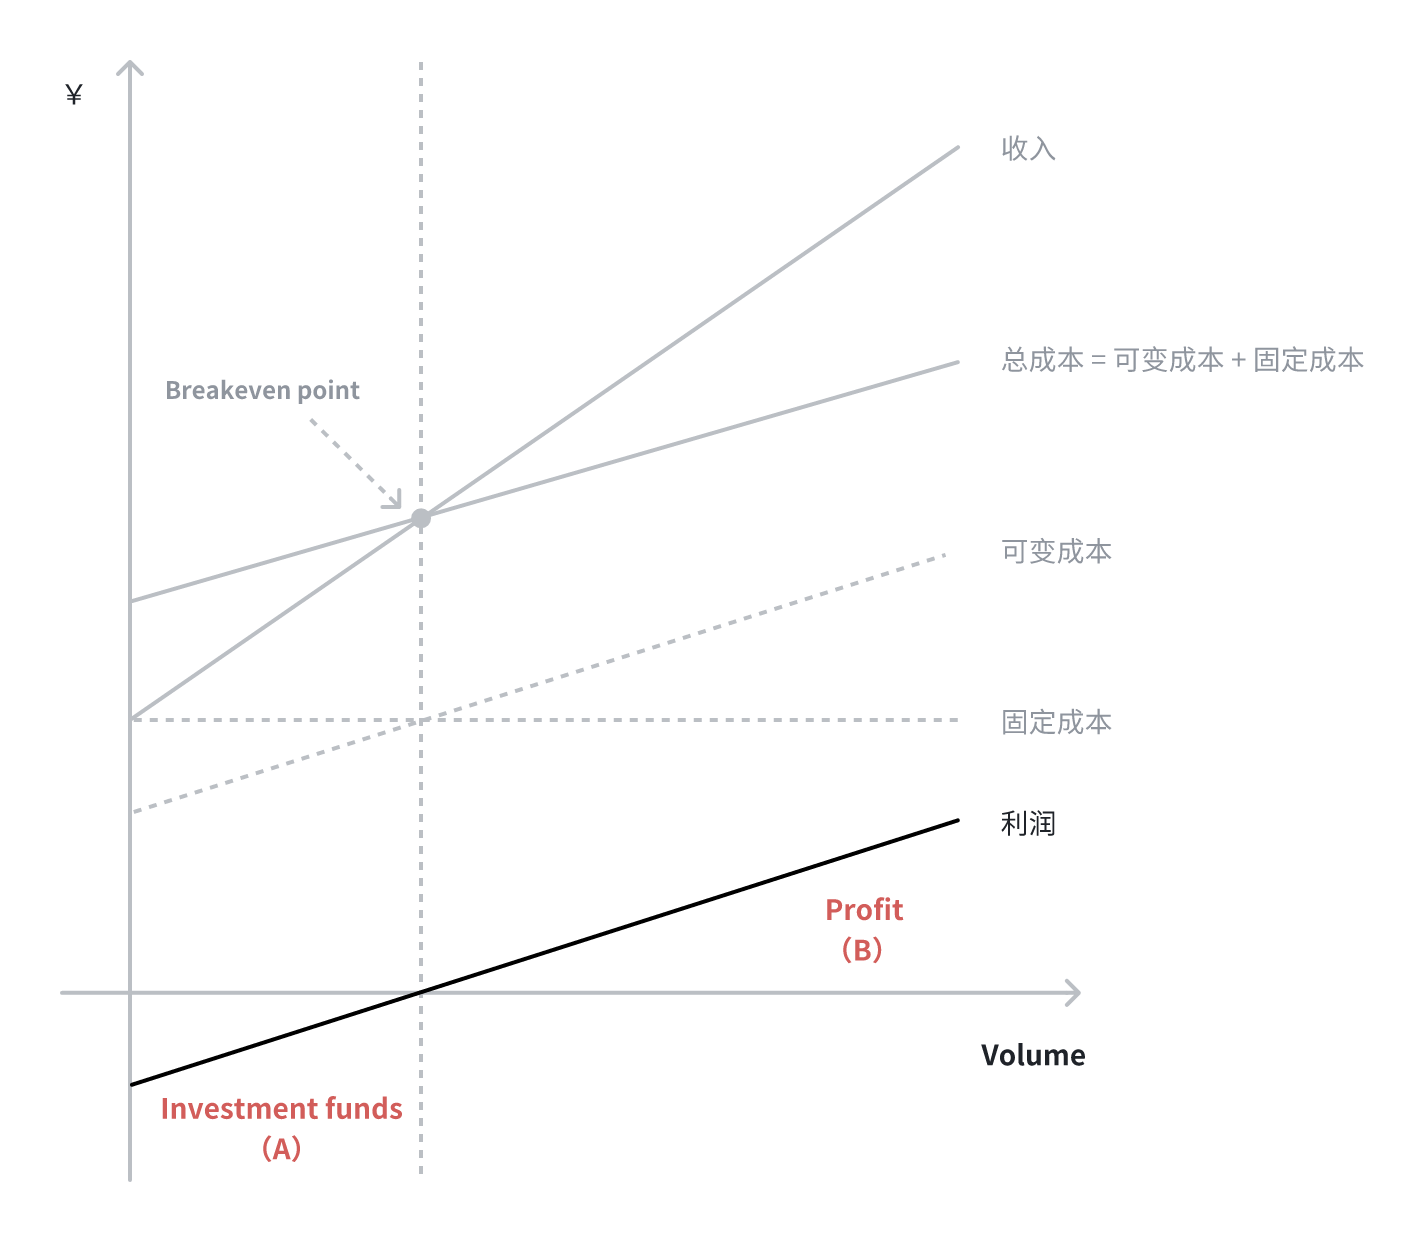 ¥
收入
总成本 = 可变成本 + 固定成本
Breakeven point
可变成本
固定成本
利润
Profit
（B）
Volume
Investment funds
（A）